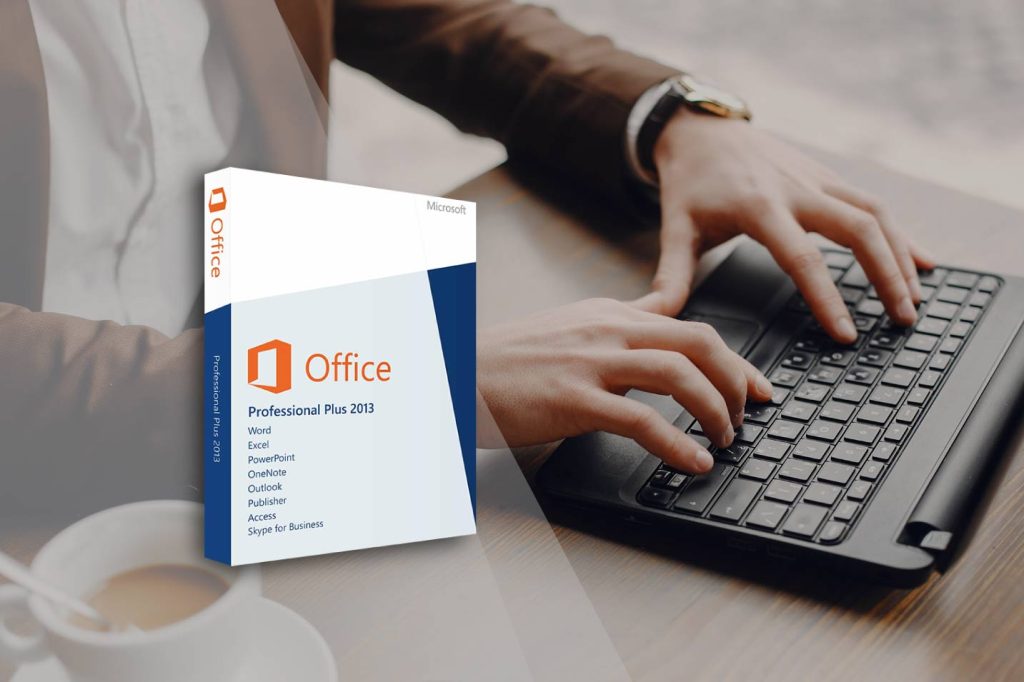 Microsoft
Office
Office
Professional Plus 2013
Professional Plus 2013
Word
Excel
PowerPoint
OneNote
Outlook
Publisher
Access
Skype for Business